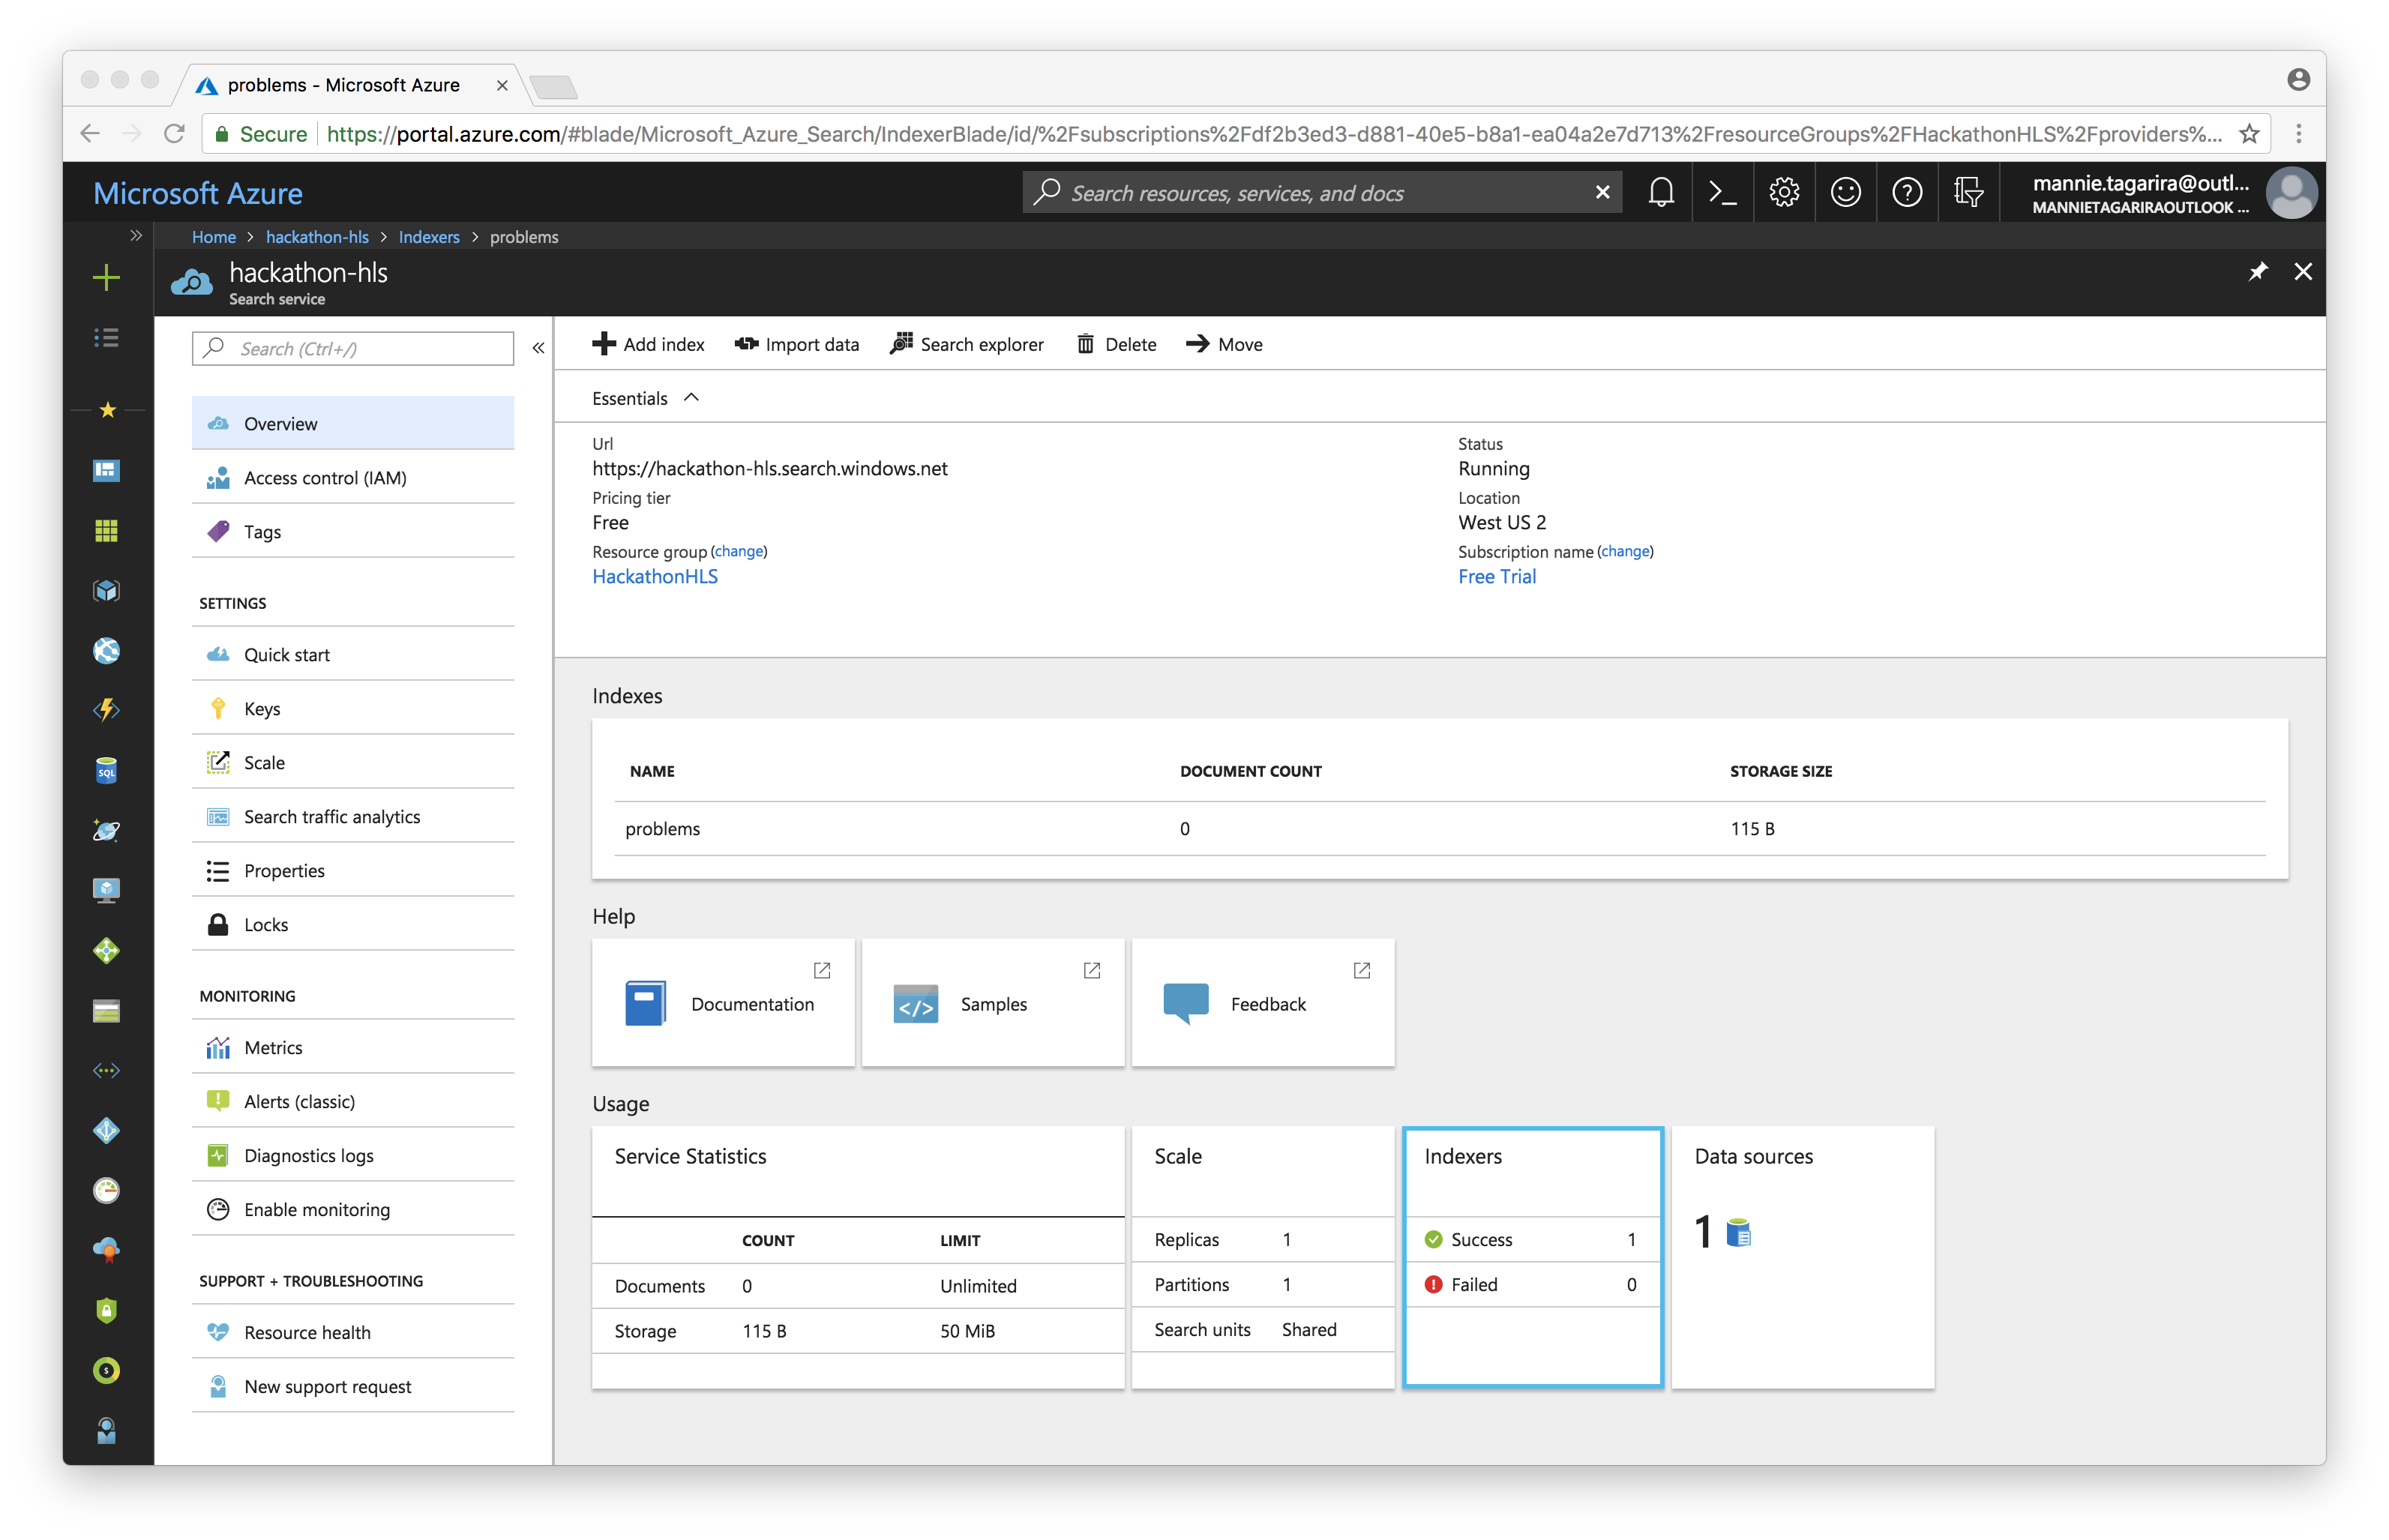 problems - Microsoft Azure
Secure https://portal.azure.com/#blade/Microsoft_Azure_Search/IndexerBlade/id/%2Fsubscriptions%2Fdf2b3ed3-d881-40e5-b8a1-ea04a2e7d713%2FresourceGroups%2FHackathonHLS%2Fproviders%...
Microsoft Azure
Search resources, services, and docs
mannie.tagarira@outl...
MANNIETAGARIRAOUTLOOK ...
Home > hackathon-hls > Indexers > problems
hackathon-hls
Search service
Search (Ctrl+/)
Overview
Access control (IAM)
Tags
SETTINGS
Quick start
Keys
Scale
Search traffic analytics
Properties
Locks
MONITORING
Metrics
Alerts (classic)
Diagnostics logs
Enable monitoring
SUPPORT + TROUBLESHOOTING
Resource health
New support request
Add index Import data Search explorer Delete Move
Essentials
Url
https://hackathon-hls.search.windows.net
Pricing tier
Free
Resource group (change)
HackathonHLS
Status
Running
Location
West US 2
Subscription name (change)
Free Trial
Indexes
NAME DOCUMENT COUNT STORAGE SIZE
problems 0 115 B
Help
Documentation
</> Samples
Feedback
Usage
Service Statistics
COUNT LIMIT
Documents 0 Unlimited
Storage 115 B 50 MiB
Scale
Replicas 1
Partitions 1
Search units Shared
Indexers
Success 1
Failed 0
Data sources
1
SQL